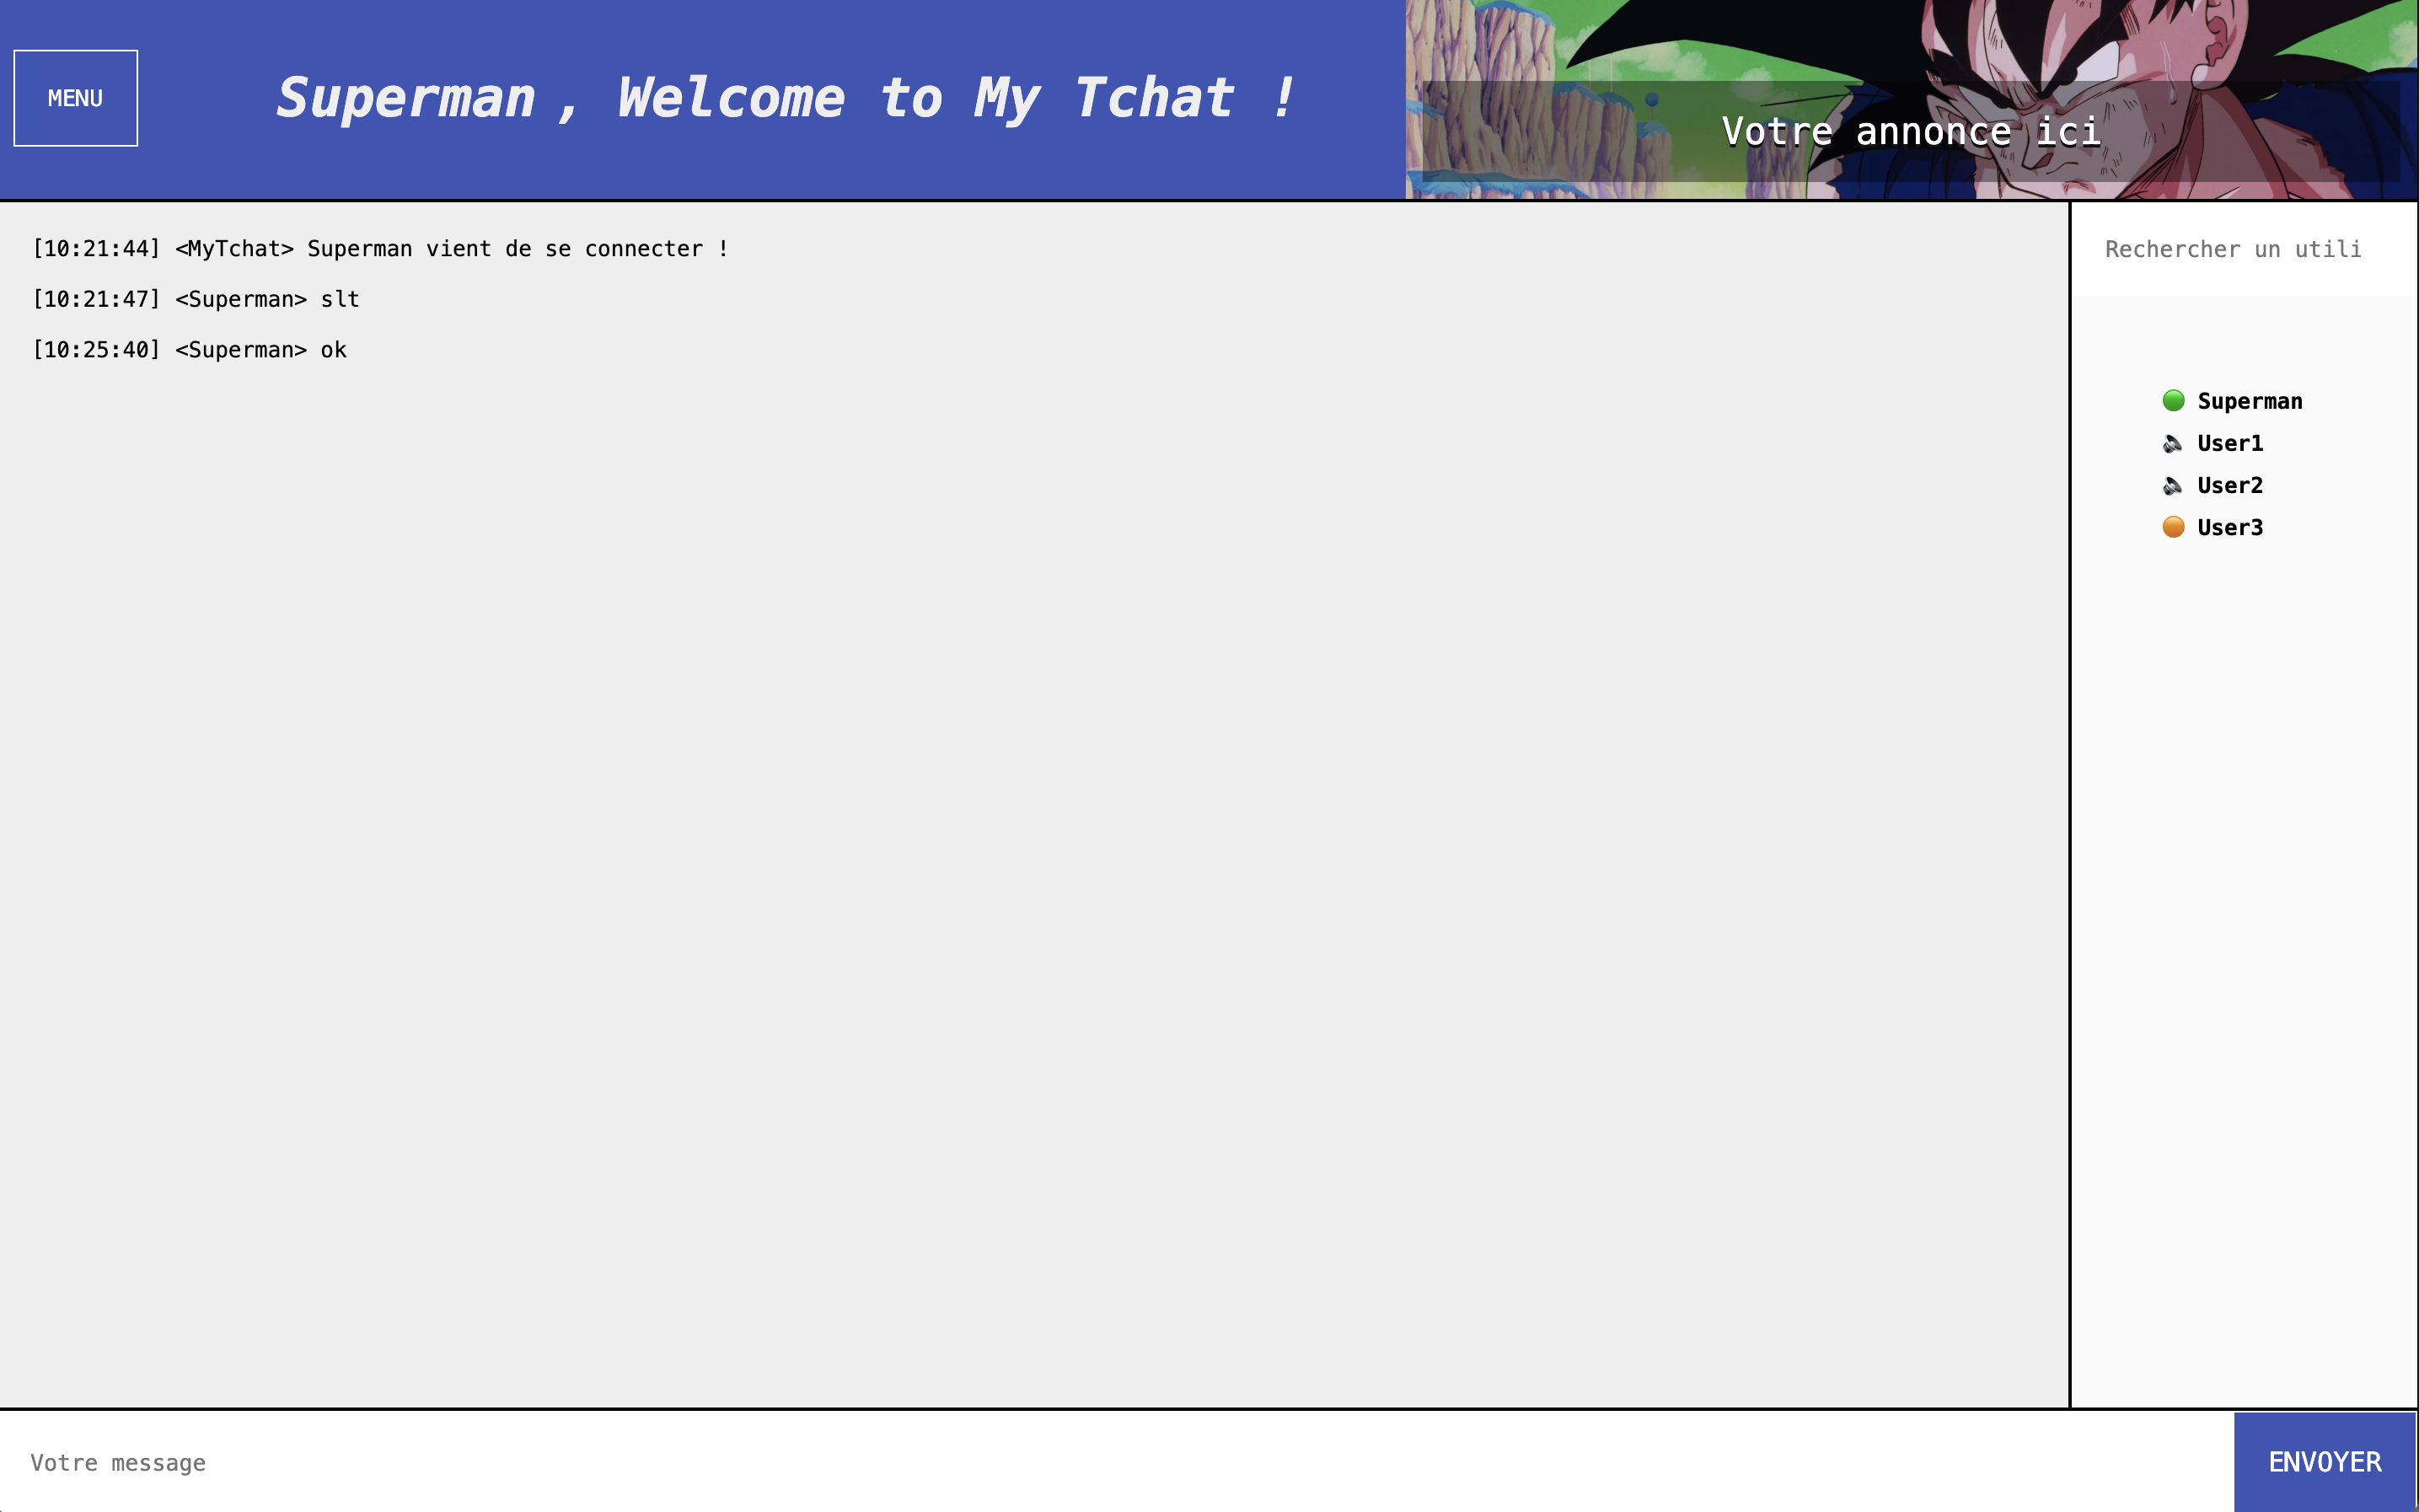 MENU
Superman , Welcome to My Tchat !
Votre annonce ici
[10:21:44] <MyTchat> Superman vient de se connecter !
[10:21:47] <Superman> slt
[10:25:40] <Superman> ok
Rechercher un utili
Superman
User1
User2
User3
Votre message
ENVOYER